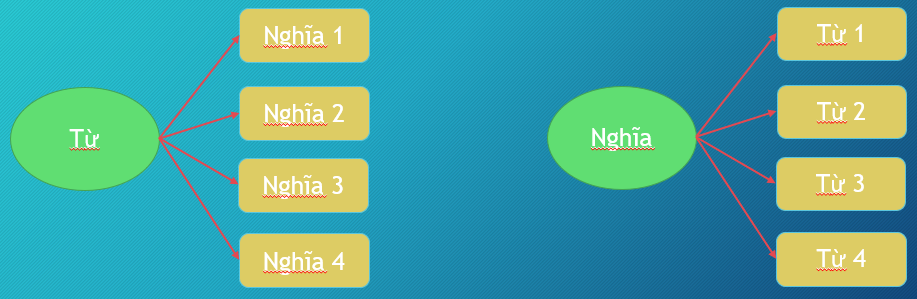 Từ
Nghĩa 1
Nghĩa 2
Nghĩa 3
Nghĩa 4
Nghĩa
Từ 1
Từ 2
Từ 3
Từ 4